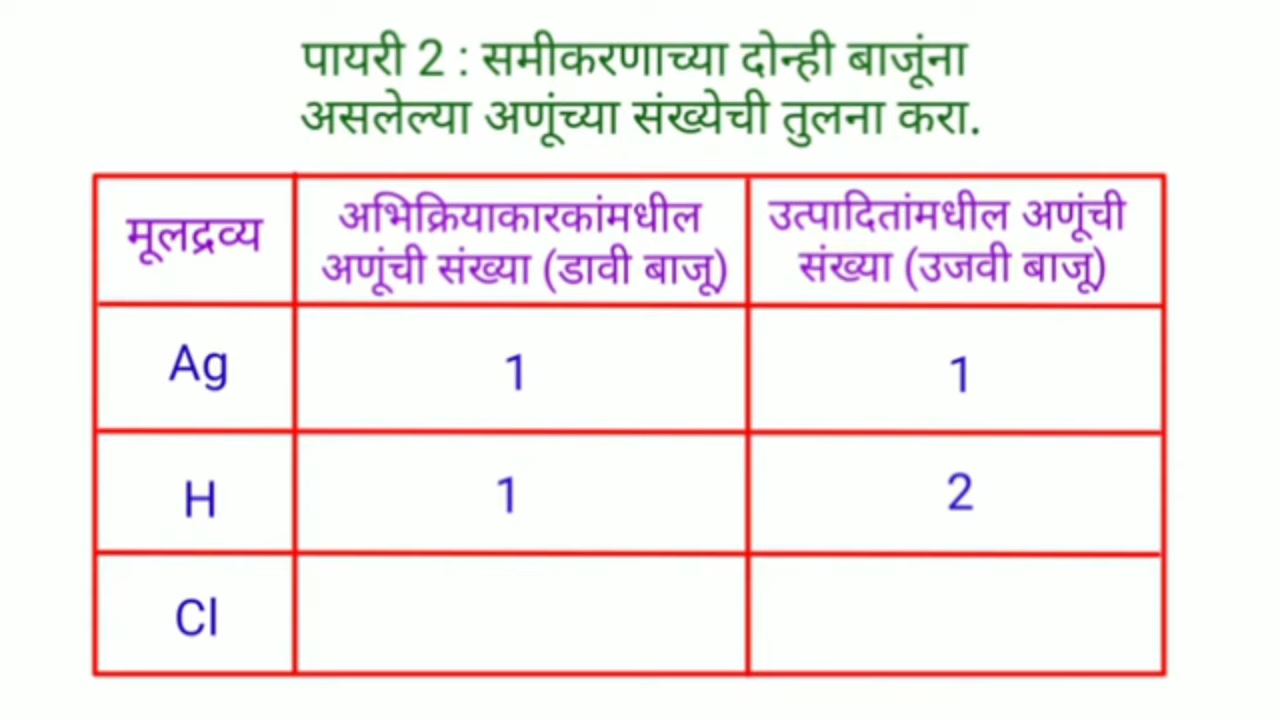 पायरी 2 : समीकरणाच्या दोन्ही बाजूंना
असलेल्या अणूंच्या संख्येची तुलना करा.
मूलद्रव्य
अभिक्रियाकारकांमधील
अणूंची संख्या (डावी बाजू)
उत्पादितांमधील अणूंची
संख्या (उजवी बाजू)
Ag
1
1
H
1
2
Cl